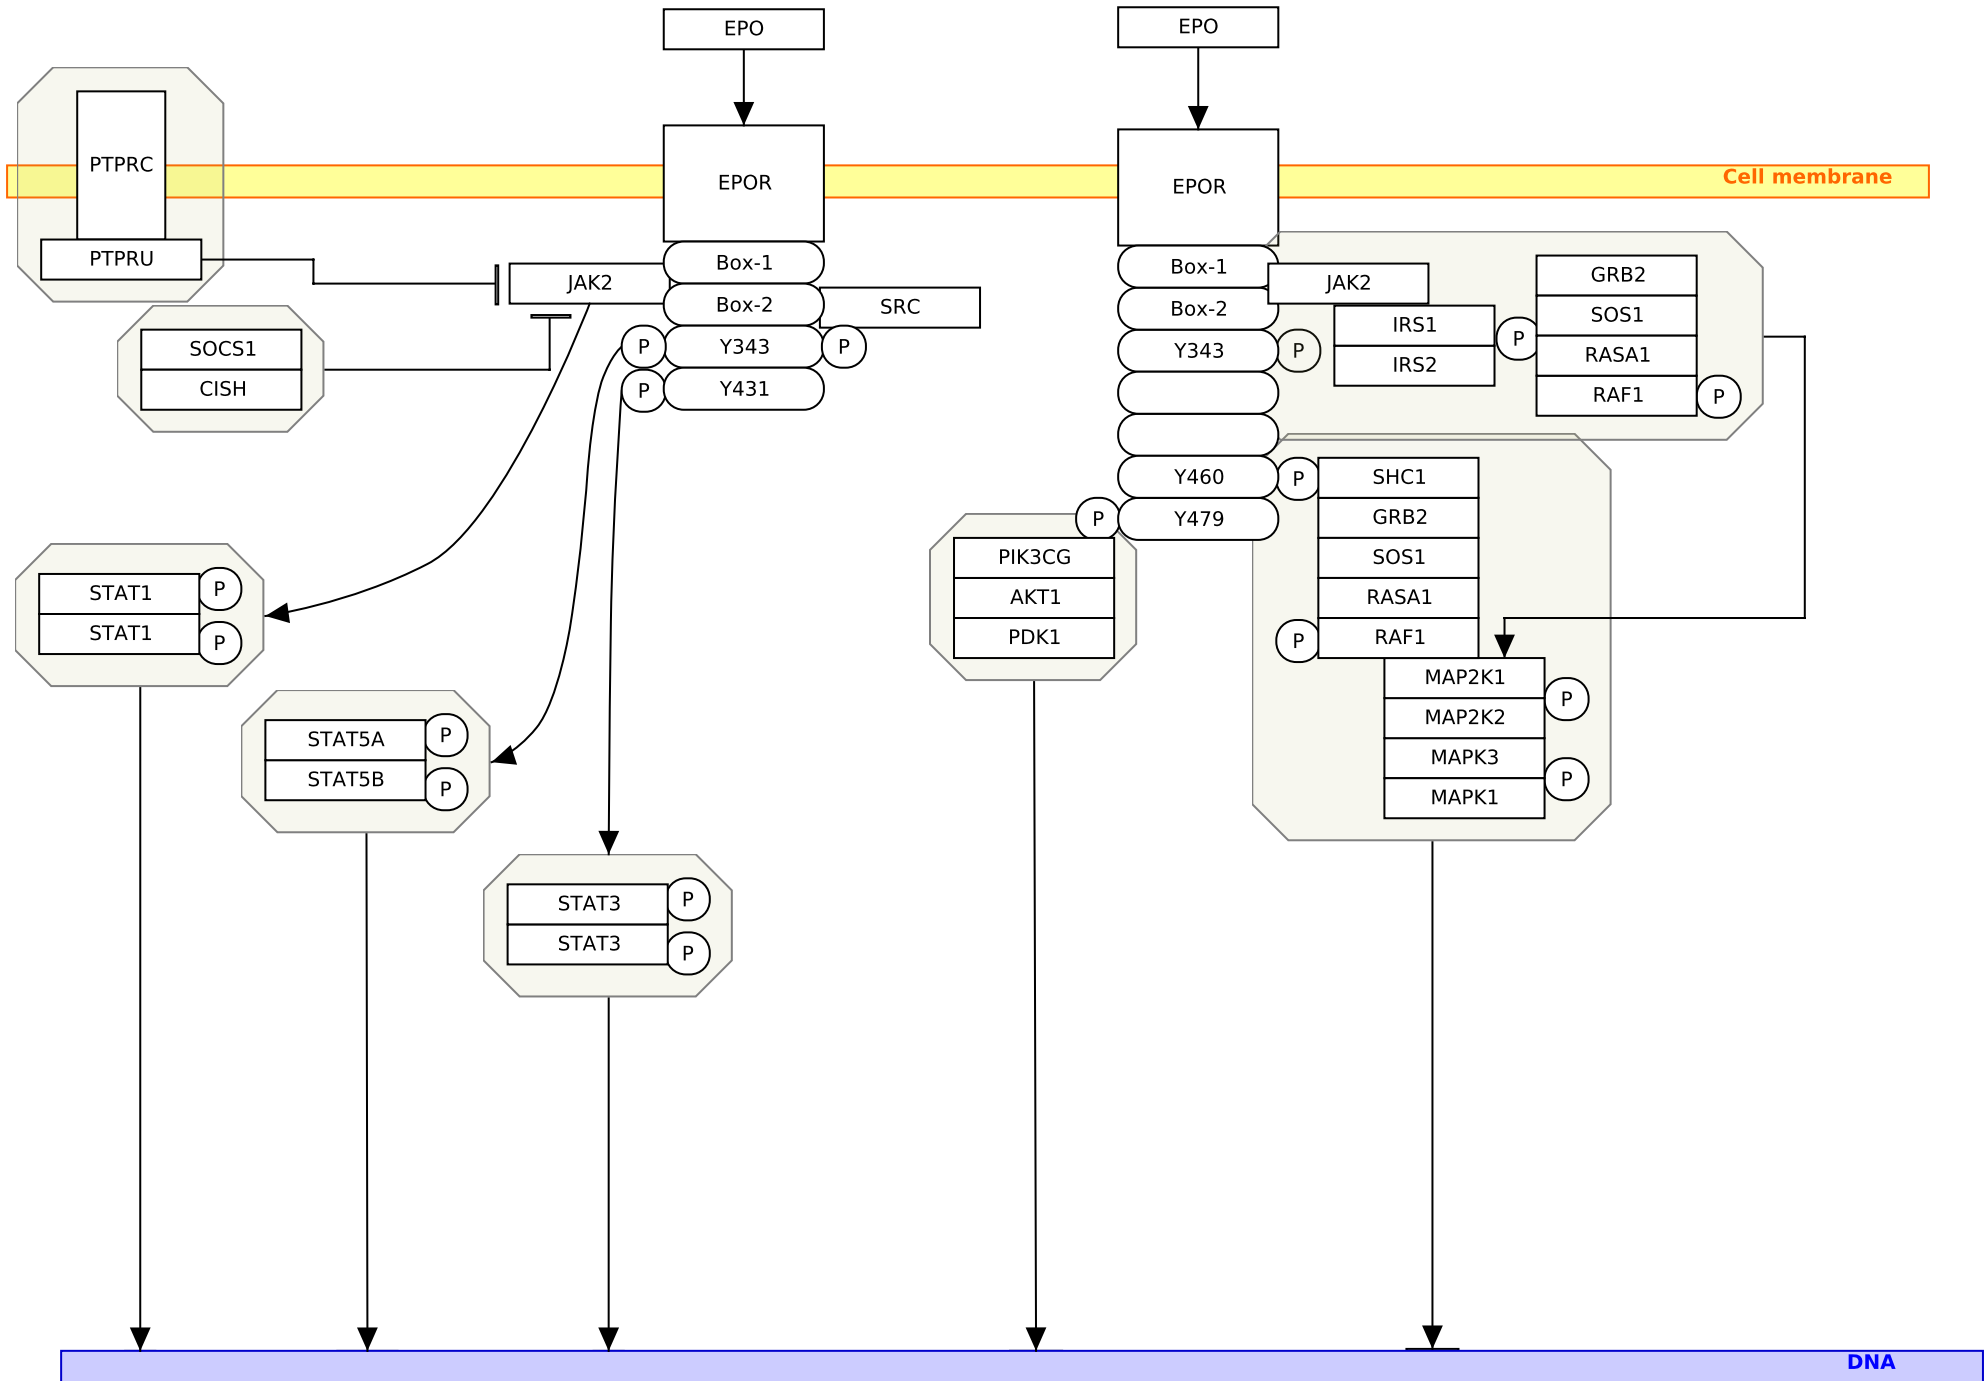 EPO
EPO
PTPRC
EPOR
EPOR
Cell membrane
PTPRU
JAK2
Box-1
Box-2
SRC
P
Y343
P
P
Y431
SOCS1
CISH
Box-1
JAK2
Box-2
Y343
P
IRS1
IRS2
P
GRB2
SOS1
RASA1
RAF1
P
Y460
P
Y479
P
SHC1
GRB2
SOS1
RASA1
RAF1
P
PIK3CG
AKT1
PDK1
MAP2K1
MAP2K2
P
MAPK3
MAPK1
P
STAT1
P
STAT1
P
STAT5A
P
STAT5B
P
STAT3
P
STAT3
P
DNA